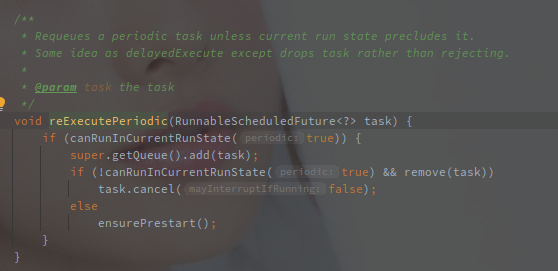 /**
 * Requeues a periodic task unless current run state precludes it.
 * Same idea as delayedExecute except drops task rather than rejecting.
 *
 * @param task the task
 */
void reExecutePeriodic(RunnableScheduledFuture<?> task) {
    if (canRunInCurrentRunState( periodic: true)) {
        super.getQueue().add(task);
        if (!canRunInCurrentRunState( periodic: true) && remove(task))
            task.cancel( mayInterruptIfRunning: false);
        else
            ensurePrestart();
    }
}